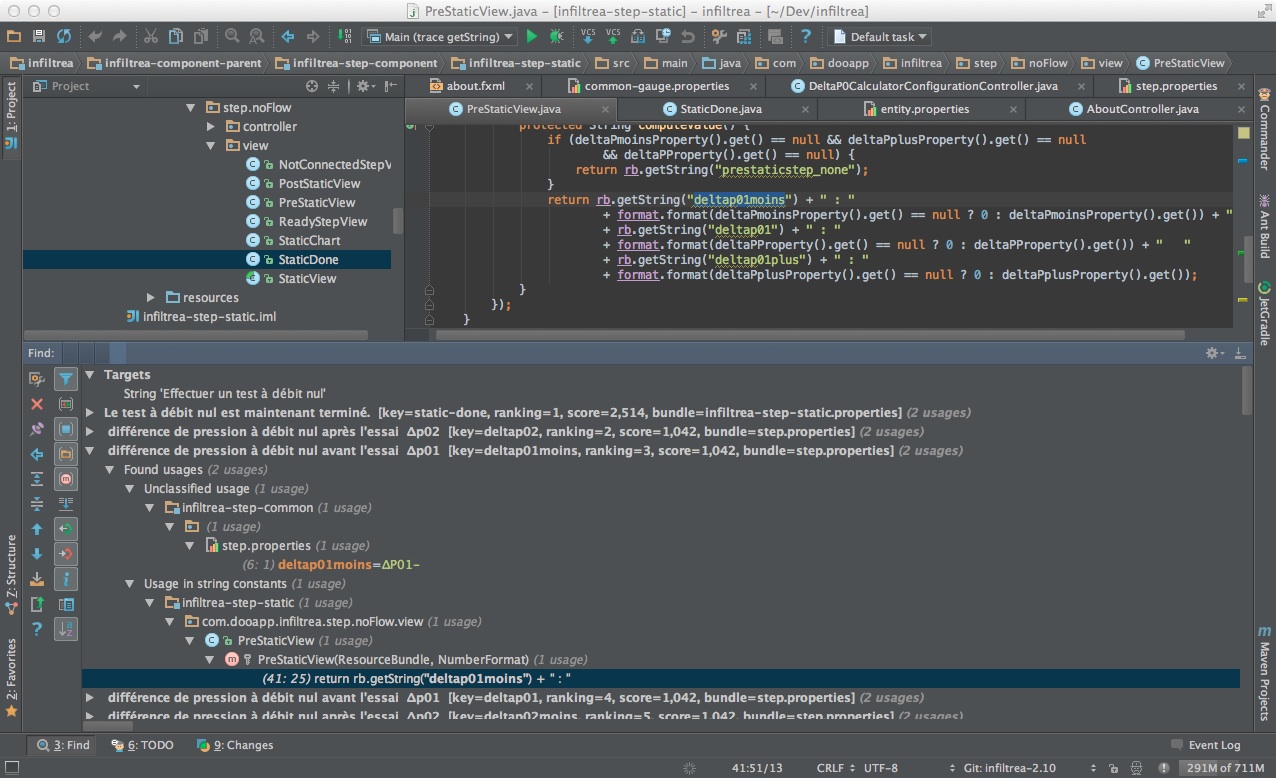 PreStaticView.java – [infiltrea-step-static] – infiltrea – [~/Dev/infiltrea]
Main (trace getString)
VCS VCS
Default task
infiltrea infiltrea-component-parent infiltrea-step-component infiltrea-step-static src main java com dooapp infiltrea step noFlow view PreStaticView
1: Project
Z: Structure
2: Favorites
Project
step.noFlow
controller
view
NotConnectedStepV
PostStaticView
PreStaticView
ReadyStepView
StaticChart
StaticDone
StaticView
resources
infiltrea-step-static.iml
about.fxml common-gauge.properties DeltaP0CalculatorConfigurationController.java step.properties
PreStaticView.java StaticDone.java entity.properties AboutController.java
protected String computeValue() {
if (deltaPmoinsProperty().get() == null && deltaPplusProperty().get() == null
&& deltaPProperty().get() == null) {
return rb.getString("prestaticstep_none");
}
return rb.getString("deltap01moins") + " : "
+ format.format(deltaPmoinsProperty().get() == null ? 0 : deltaPmoinsProperty().get()) + "
+ rb.getString("deltap01") + " : "
+ format.format(deltaPProperty().get() == null ? 0 : deltaPProperty().get()) + "   "
+ rb.getString("deltap01plus") + " : "
+ format.format(deltaPplusProperty().get() == null ? 0 : deltaPplusProperty().get());
}
});
}
Commander
Ant Build
JetGradle
Maven Projects
Find:
Targets
String 'Effectuer un test à débit nul'
Le test à débit nul est maintenant terminé. [key=static-done, ranking=1, score=2,514, bundle=infiltrea-step-static.properties] (2 usages)
différence de pression à débit nul après l'essai Δp02 [key=deltap02, ranking=2, score=1,042, bundle=step.properties] (2 usages)
différence de pression à débit nul avant l'essai Δp01 [key=deltap01moins, ranking=3, score=1,042, bundle=step.properties] (2 usages)
Found usages (2 usages)
Unclassified usage (1 usage)
infiltrea-step-common (1 usage)
(1 usage)
step.properties (1 usage)
(6: 1) deltap01moins=ΔP01-
Usage in string constants (1 usage)
infiltrea-step-static (1 usage)
com.dooapp.infiltrea.step.noFlow.view (1 usage)
PreStaticView (1 usage)
PreStaticView(ResourceBundle, NumberFormat) (1 usage)
(41: 25) return rb.getString("deltap01moins") + " : "
différence de pression à débit nul avant l'essai Δp01 [key=deltap01, ranking=4, score=1,042, bundle=step.properties] (2 usages)
différence de pression à débit nul après l'essai Δp02 [key=deltap02moins, ranking=5, score=1,042, bundle=step.properties] (2 usages)
3: Find 6: TODO 9: Changes Event Log
41:51/13 CRLF UTF-8 Git: infiltrea-2.10 291M of 711M